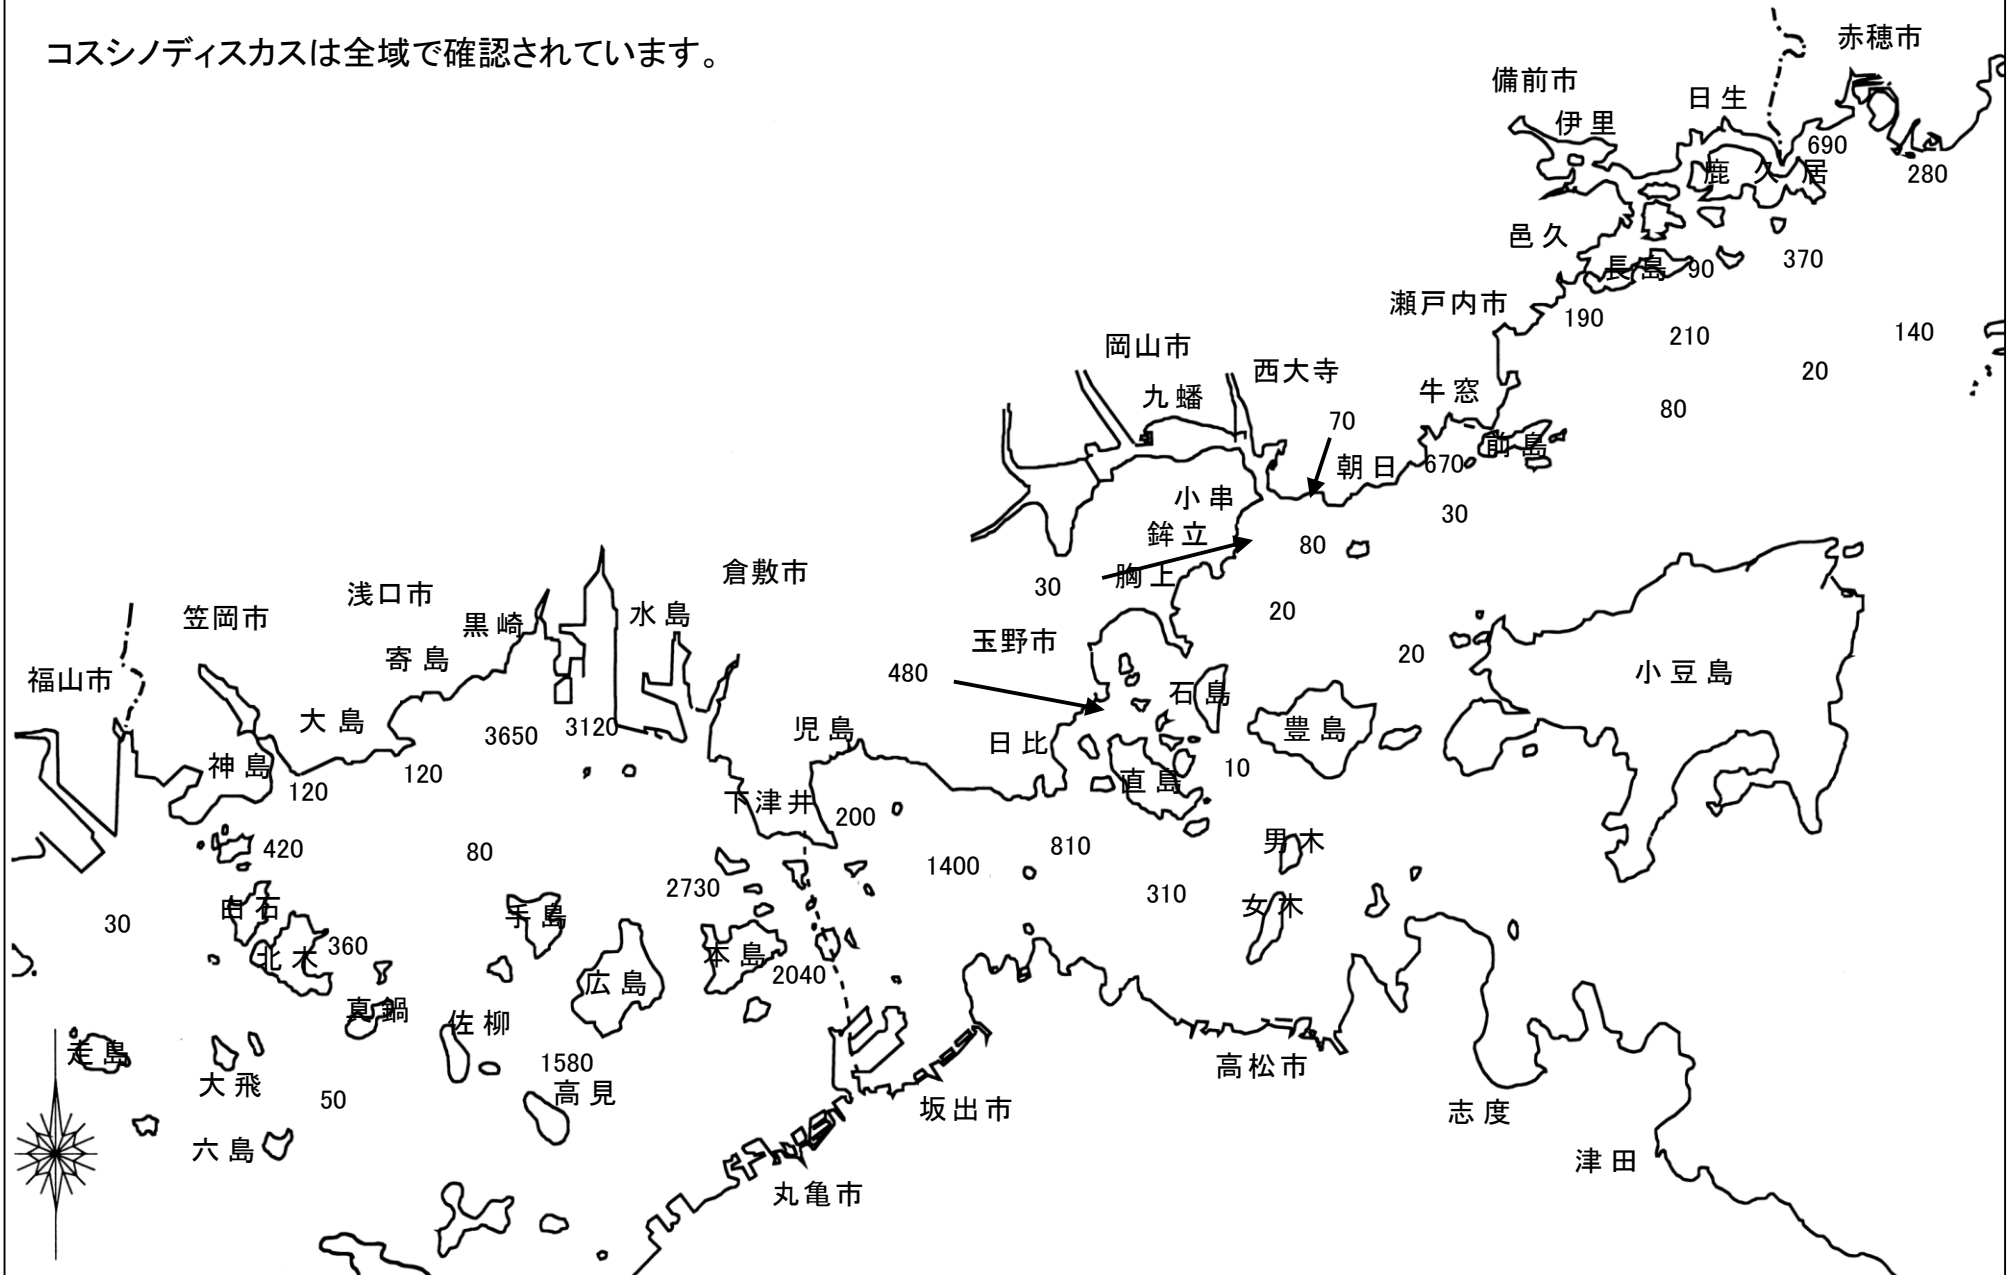 コスシノディスカスは全域で確認されています。
赤穂市
備前市
日生
伊里
690
鹿久居
280
邑久
370
長島
90
瀬戸内市
190
210
140
岡山市
西大寺
20
九蟠
牛窓
80
70
前島
朝日
670
小串
30
鉾立
80
胸上
30
倉敷市
浅口市
笠岡市
水島
黒崎
20
玉野市
寄島
20
480
小豆島
福山市
石島
大島
児島
豊島
3650
3120
日比
神島
120
10
直島
120
下津井
200
男木
810
420
80
1400
2730
310
女木
白石
手島
30
北木
360
本島
2040
広島
真鍋
佐柳
走島
1580
高松市
大飛
高見
50
坂出市
志度
六島
津田
丸亀市